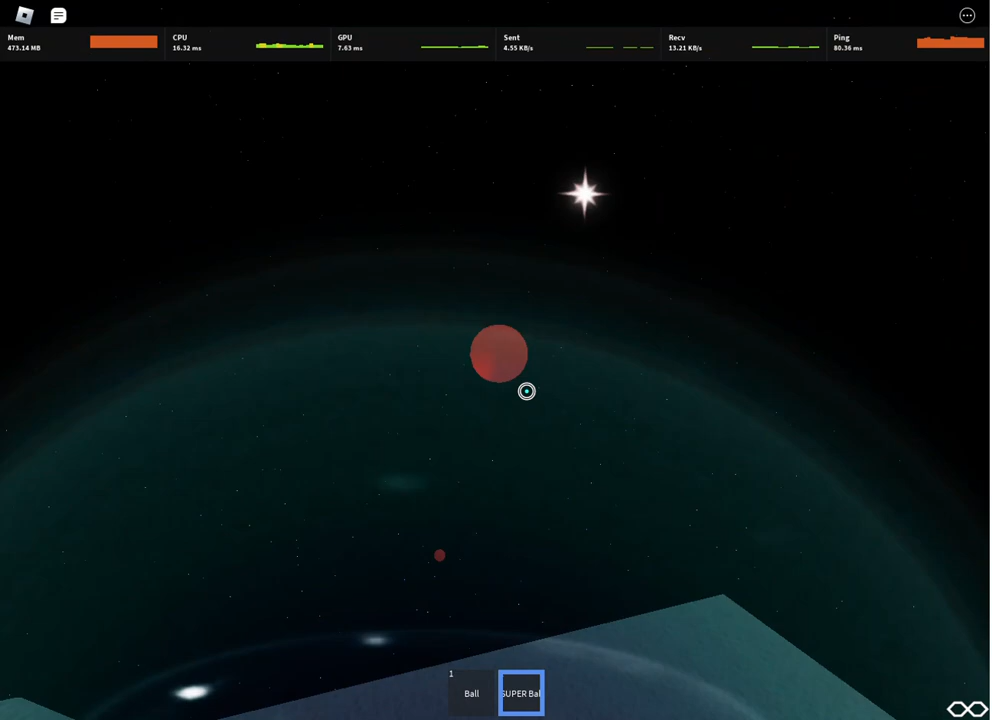 Mem
473.14 MB
CPU
16.32 ms
GPU
7.63 ms
Sent
4.55 KB/s
Recv
13.21 KB/s
Ping
80.36 ms
1
Ball
SUPER Bal